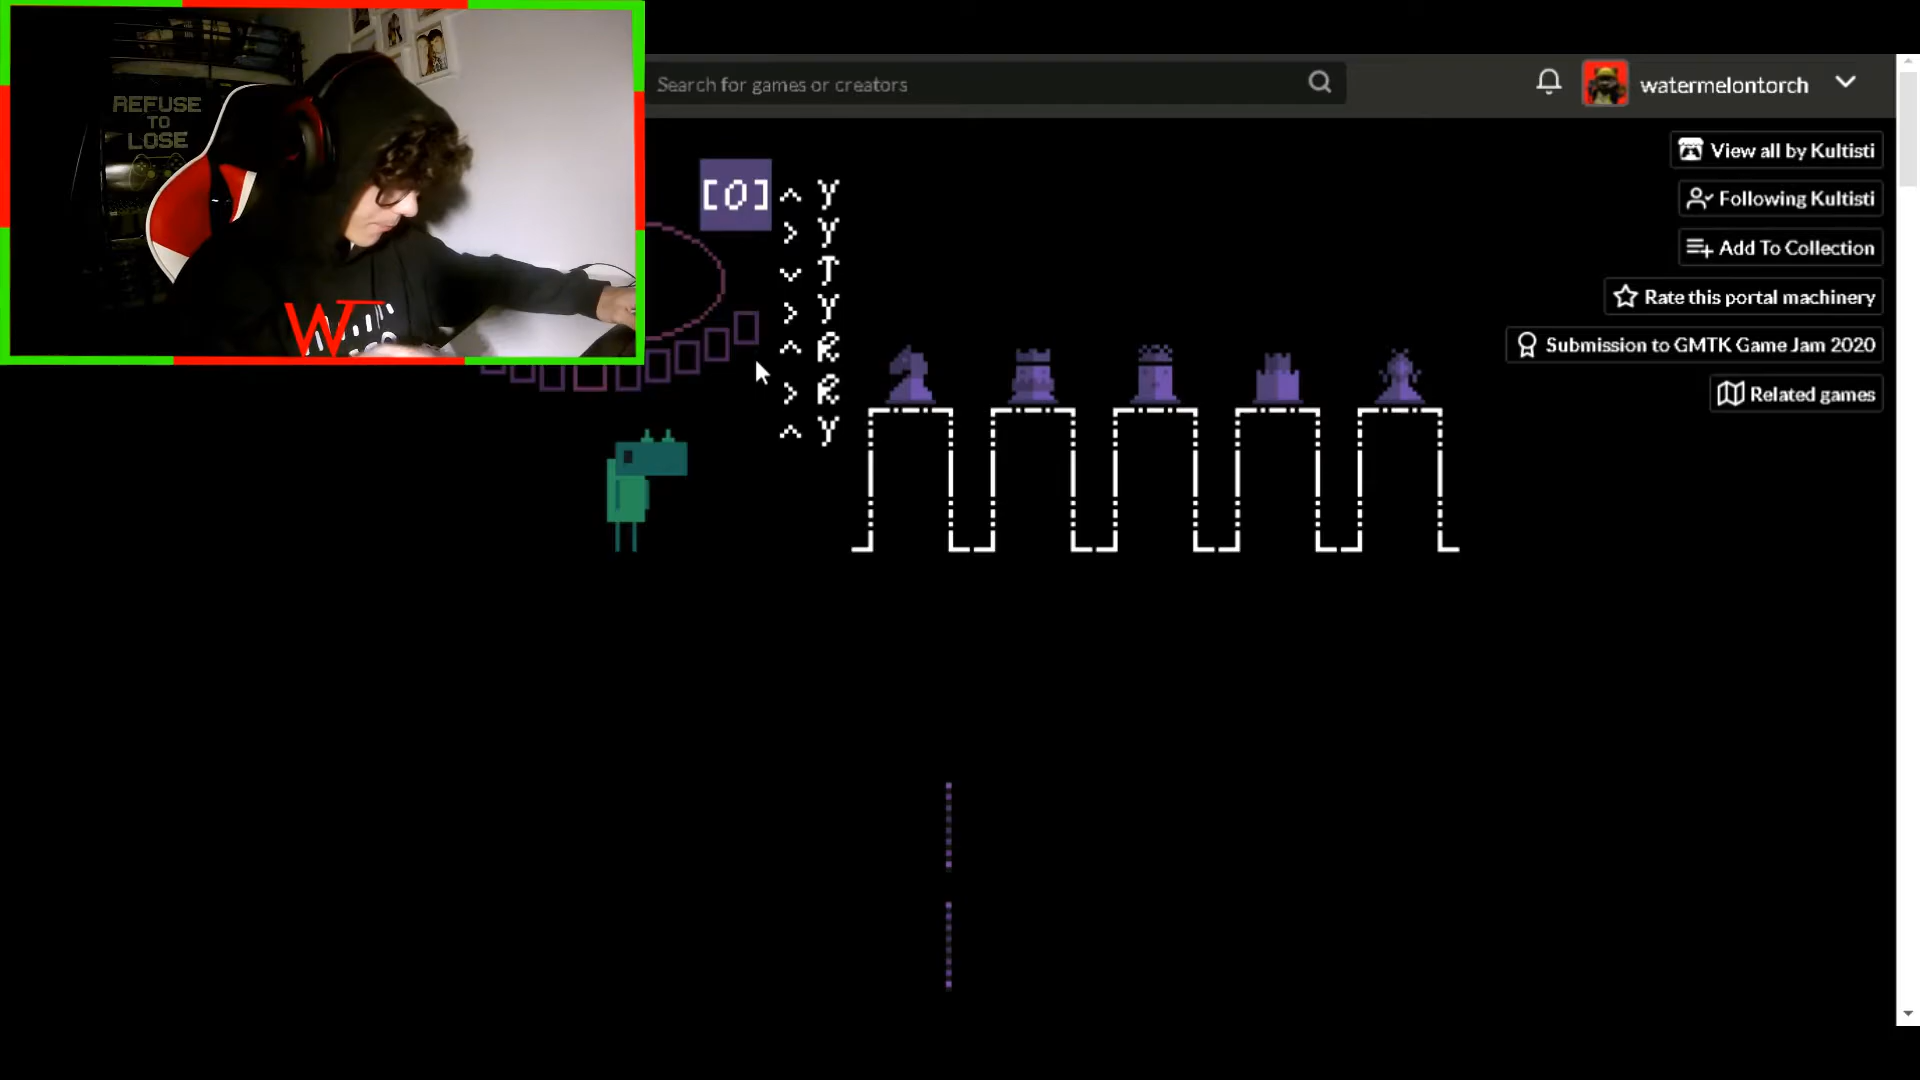 REFUSE
TO
LOSE
W
Search for games or creators
watermelontorch
View all by Kultisti
Following Kultisti
Add To Collection
Rate this portal machinery
Submission to GMTK Game Jam 2020
Related games
[O] ^ Y
> Y
v T
> Y
^ R
> R
^ Y